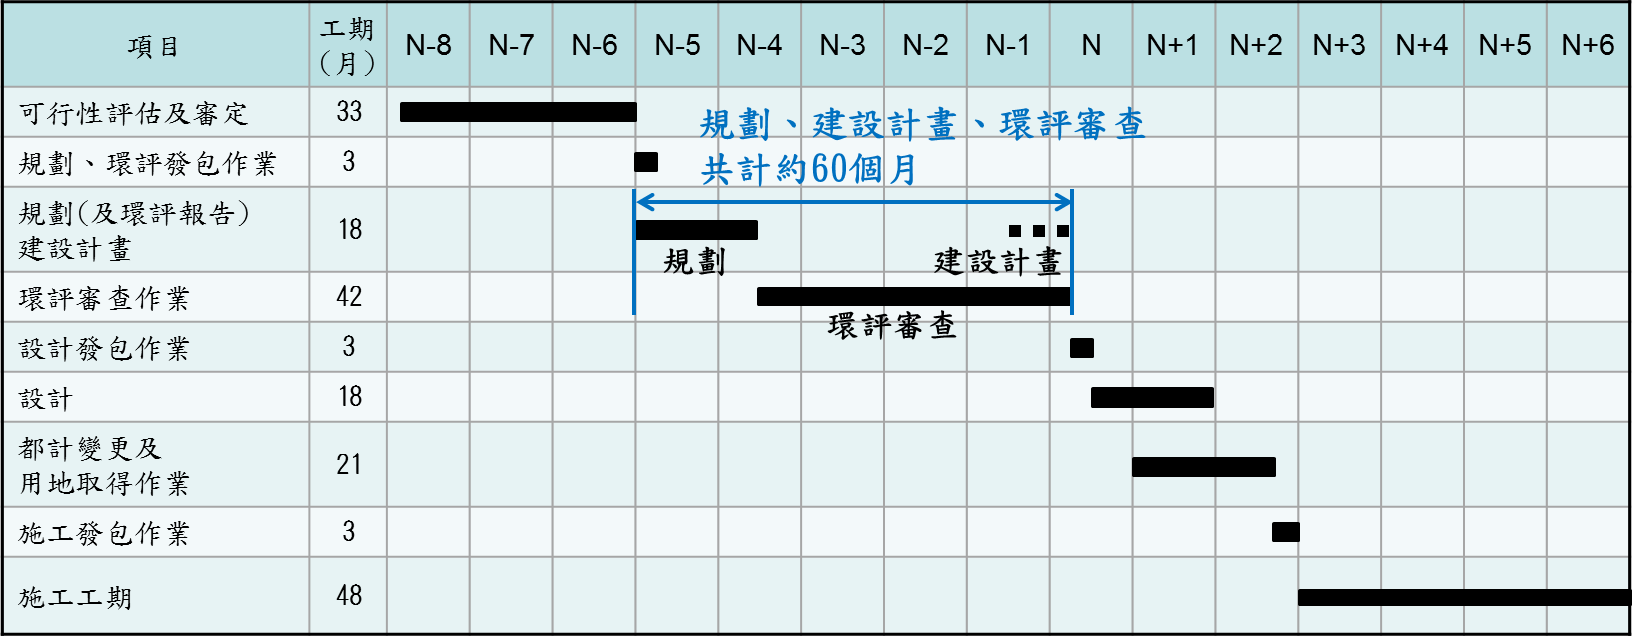 項目 工期(月) N-8 N-7 N-6 N-5 N-4 N-3 N-2 N-1 N N+1 N+2 N+3 N+4 N+5 N+6
可行性評估及審定 33
規劃、建設計畫、環評審查
共計約60個月
規劃、環評發包作業 3
規劃(及環評報告)
建設計畫
18
規劃 建設計畫
環評審查作業 42
環評審查
設計發包作業 3
設計 18
都計變更及
用地取得作業
21
施工發包作業 3
施工工期 48